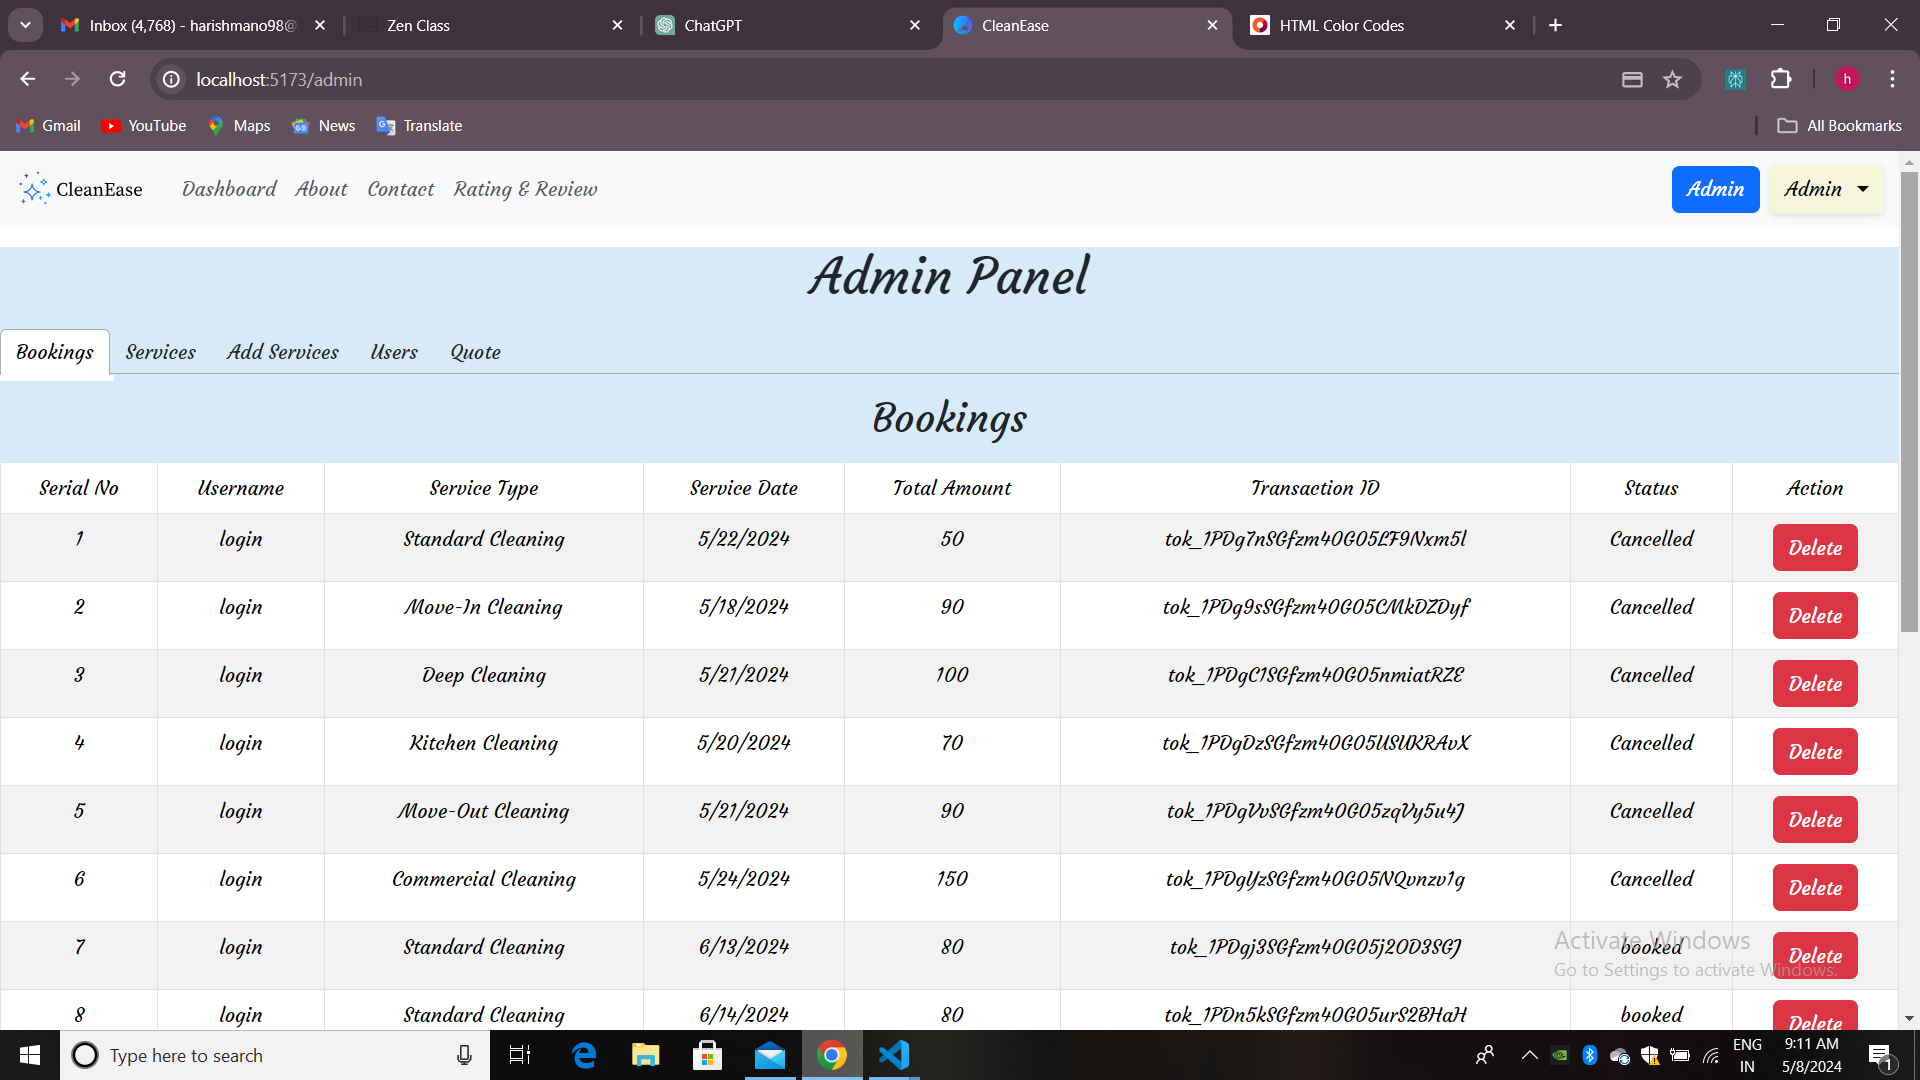 Inbox (4,768) - harishmano98@
Zen Class
ChatGPT
CleanEase
HTML Color Codes
localhost:5173/admin
h
Gmail
YouTube
Maps
News
Translate
All Bookmarks
CleanEase
Dashboard
About
Contact
Rating & Review
Admin
Admin
Admin Panel
Bookings
Services
Add Services
Users
Quote
Bookings
Serial No Username Service Type Service Date Total Amount Transaction ID Status Action
1 login Standard Cleaning 5/22/2024 50 tok_1PDg7nSGfzm40G05LF9Nxm5l Cancelled Delete
2 login Move-In Cleaning 5/18/2024 90 tok_1PDg9sSGfzm40G05CMkDZDyf Cancelled Delete
3 login Deep Cleaning 5/21/2024 100 tok_1PDgC1SGfzm40G05nmiatRZE Cancelled Delete
4 login Kitchen Cleaning 5/20/2024 70 tok_1PDgDzSGfzm40G05USUKRAvX Cancelled Delete
5 login Move-Out Cleaning 5/21/2024 90 tok_1PDgVvSGfzm40G05zqVy5u4J Cancelled Delete
6 login Commercial Cleaning 5/24/2024 150 tok_1PDgYzSGfzm40G05NQvnzv1g Cancelled Delete
7 login Standard Cleaning 6/13/2024 80 tok_1PDgj3SGfzm40G05j2OD3SGJ booked Delete
8 login Standard Cleaning 6/14/2024 80 tok_1PDn5kSGfzm40G05urS2BHaH booked Delete
Activate Windows
Go to Settings to activate Windows.
Type here to search
ENG
IN
9:11 AM
5/8/2024
1